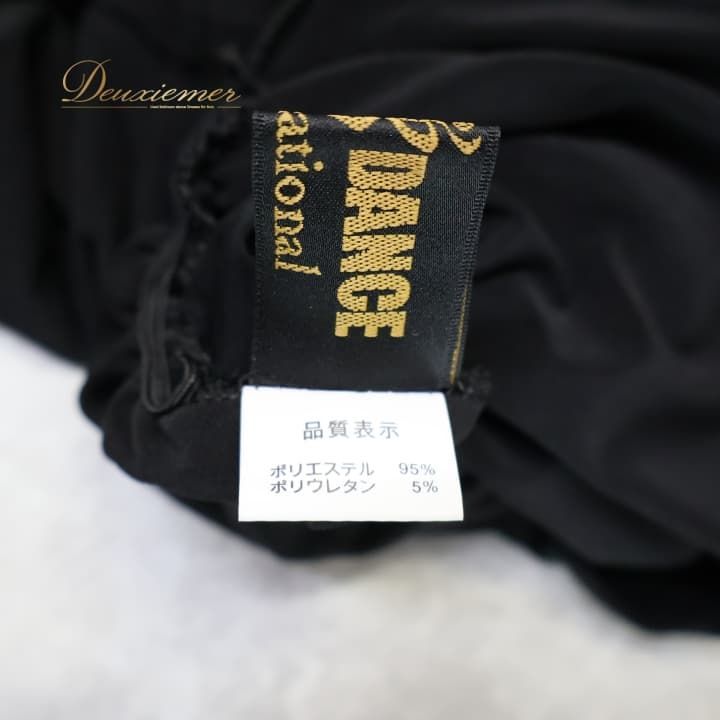 Deuxiemer
DANCE
ational
品質表示
ポリエステル 95%
ポリウレタン 5%